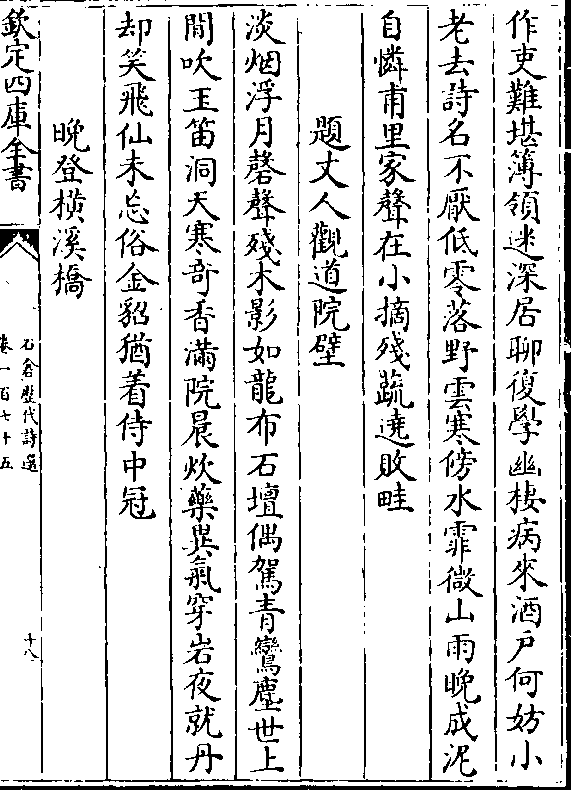 作吏難堪簿領迷深居聊復學幽棲病來酒戶何妨小
老去詩名不厭低零落野雲寒傍水霏微山雨晚成泥
自憐甫里家聲在小摘殘蔬遶敗畦
題丈人觀道院壁
淡烟浮月磬聲殘木影如龍布石壇偶駕青鸞塵世上
閒吹玉笛洞天寒竒香滿院晨炊藥異氣穿岩夜就丹
却笑飛仙未忘俗金貂猶着侍中冠
晚登橫溪橋
欽定四庫全書
石倉歷代詩選
卷一百七十五
十八